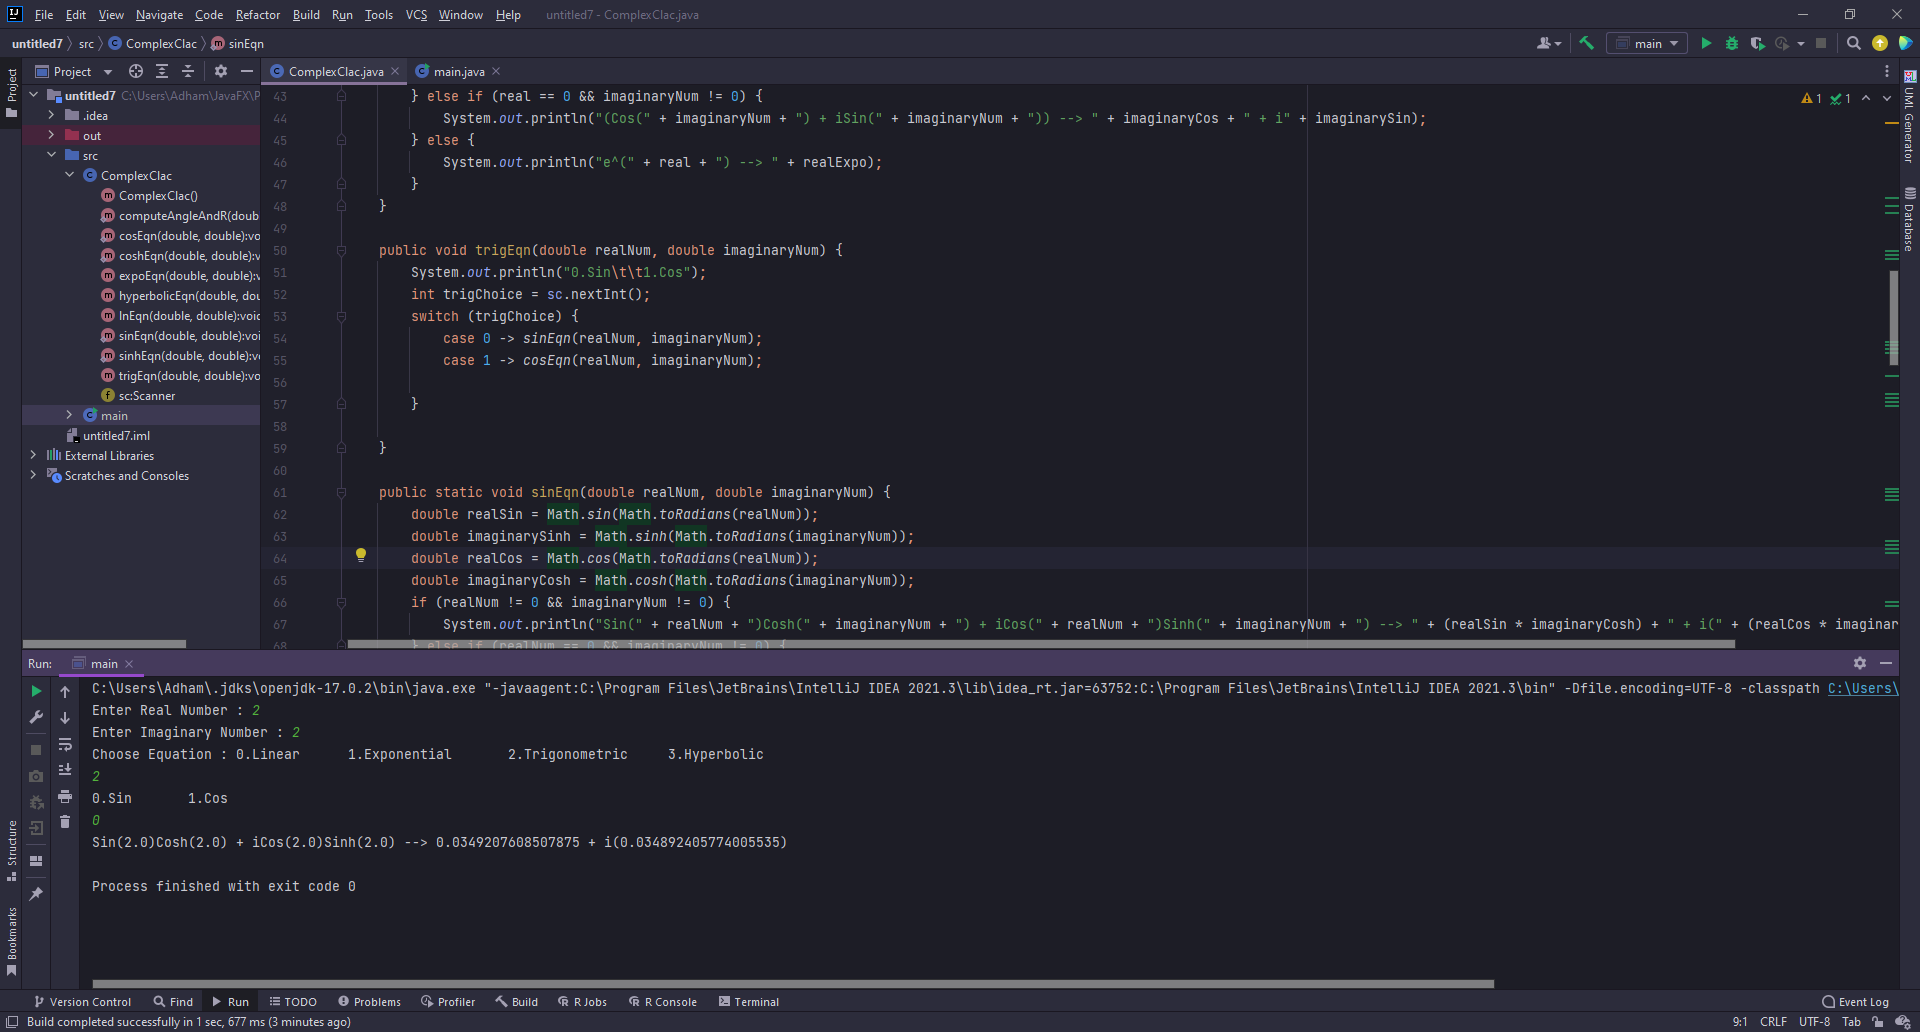 File Edit View Navigate Code Refactor Build Run Tools VCS Window Help untitled7 - ComplexClac.java
untitled7 src ComplexClac sinEqn main
Project ComplexClac.java main.java
Project
untitled7 C:\Users\Adham\JavaFX\P
.idea
out
src
ComplexClac
ComplexClac()
computeAngleAndR(doub
cosEqn(double, double):vo
coshEqn(double, double):v
expoEqn(double, double):v
hyperbolicEqn(double, dou
lnEqn(double, double):void
sinEqn(double, double):voi
sinhEqn(double, double):vo
trigEqn(double, double):vo
sc:Scanner
main
untitled7.iml
External Libraries
Scratches and Consoles
1 1
43 } else if (real == 0 && imaginaryNum != 0) {
44 System.out.println("(Cos(" + imaginaryNum + ") + iSin(" + imaginaryNum + ")) --> " + imaginaryCos + " + i" + imaginarySin);
45 } else {
46 System.out.println("e^(" + real + ") --> " + realExpo);
47 }
48 }
49
50 public void trigEqn(double realNum, double imaginaryNum) {
51 System.out.println("0.Sin\t\t1.Cos");
52 int trigChoice = sc.nextInt();
53 switch (trigChoice) {
54 case 0 -> sinEqn(realNum, imaginaryNum);
55 case 1 -> cosEqn(realNum, imaginaryNum);
56
57 }
58
59 }
60
61 public static void sinEqn(double realNum, double imaginaryNum) {
62 double realSin = Math.sin(Math.toRadians(realNum));
63 double imaginarySinh = Math.sinh(Math.toRadians(imaginaryNum));
64 double realCos = Math.cos(Math.toRadians(realNum));
65 double imaginaryCosh = Math.cosh(Math.toRadians(imaginaryNum));
66 if (realNum != 0 && imaginaryNum != 0) {
67 System.out.println("Sin(" + realNum + ")Cosh(" + imaginaryNum + ") + iCos(" + realNum + ")Sinh(" + imaginaryNum + ") --> " + (realSin * imaginaryCosh) + " + i(" + (realCos * imaginar
68 } else if (realNum == 0 && imaginaryNum != 0) {
UML Generator
Database
Run: main
C:\Users\Adham\.jdks\openjdk-17.0.2\bin\java.exe "-javaagent:C:\Program Files\JetBrains\IntelliJ IDEA 2021.3\lib\idea_rt.jar=63752:C:\Program Files\JetBrains\IntelliJ IDEA 2021.3\bin" -Dfile.encoding=UTF-8 -classpath C:\Users\
Enter Real Number : 2
Enter Imaginary Number : 2
Choose Equation : 0.Linear 1.Exponential 2.Trigonometric 3.Hyperbolic
2
0.Sin 1.Cos
0
Sin(2.0)Cosh(2.0) + iCos(2.0)Sinh(2.0) --> 0.0349207608507875 + i(0.034892405774005535)
Process finished with exit code 0
Structure
Bookmarks
Version Control Find Run TODO Problems Profiler Build R Jobs R Console Terminal Event Log
Build completed successfully in 1 sec, 677 ms (3 minutes ago) 9:1 CRLF UTF-8 Tab